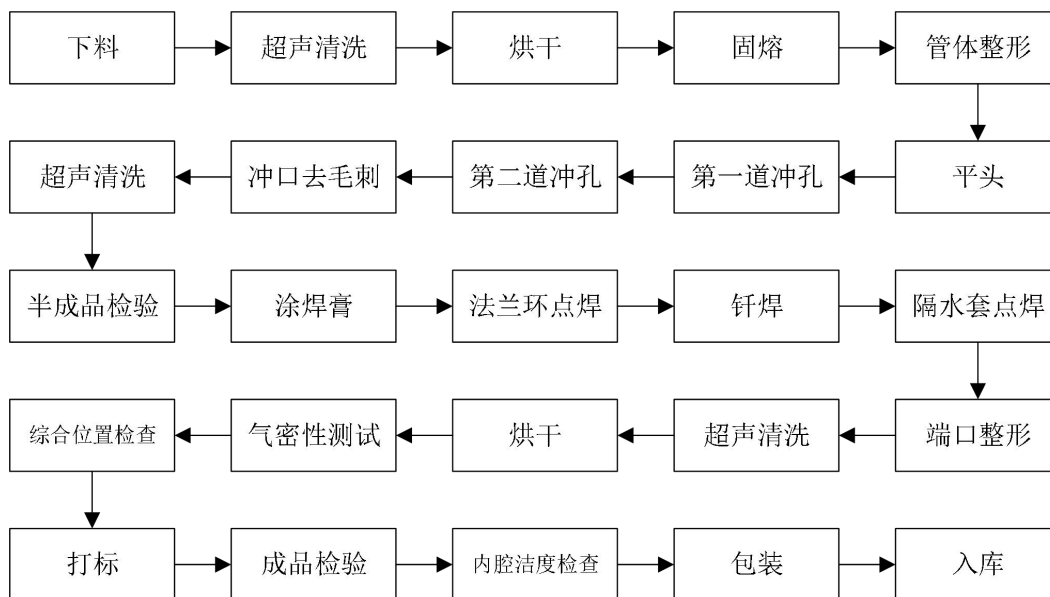 下料
超声清洗
烘干
固熔
管体整形
平头
第一道冲孔
第二道冲孔
冲口去毛刺
超声清洗
半成品检验
涂焊膏
法兰环点焊
钎焊
隔水套点焊
端口整形
超声清洗
烘干
气密性测试
综合位置检查
打标
成品检验
内腔洁度检查
包装
入库